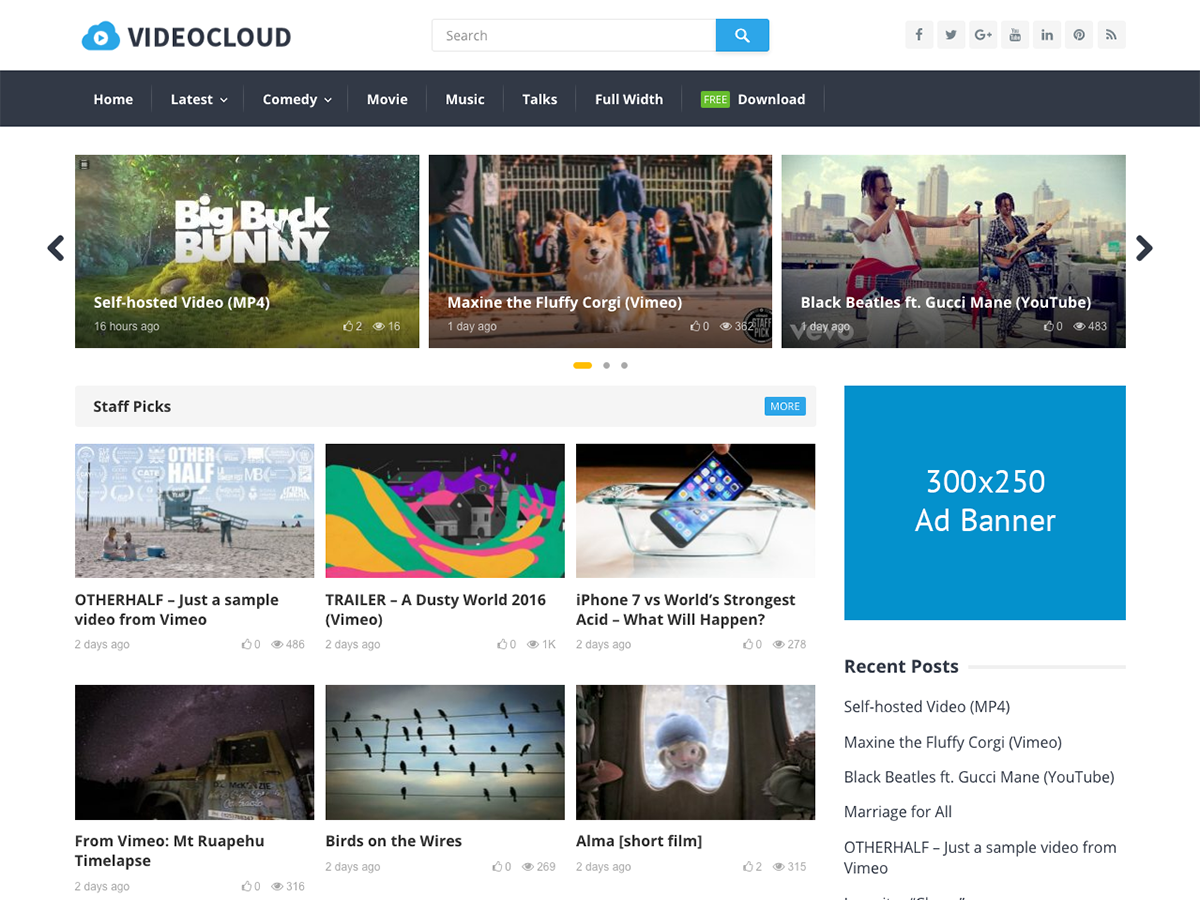 VIDEOCLOUD
Search
Home
Latest
Comedy
Movie
Music
Talks
Full Width
FREE Download
Big Buck
BUNNY
Self-hosted Video (MP4)
16 hours ago 2 16
STAFF
PICK
Maxine the Fluffy Corgi (Vimeo)
1 day ago 0 362
vevo
Black Beatles ft. Gucci Mane (YouTube)
1 day ago 0 483
Staff Picks
MORE
300x250
Ad Banner
OTHER
HALF
OTHERHALF – Just a sample
video from Vimeo
2 days ago 0 486
TRAILER – A Dusty World 2016
(Vimeo)
2 days ago 0 1K
iPhone 7 vs World’s Strongest
Acid – What Will Happen?
2 days ago 0 278
From Vimeo: Mt Ruapehu
Timelapse
2 days ago 0 316
Birds on the Wires
2 days ago 0 269
Alma [short film]
2 days ago 2 315
Recent Posts
Self-hosted Video (MP4)
Maxine the Fluffy Corgi (Vimeo)
Black Beatles ft. Gucci Mane (YouTube)
Marriage for All
OTHERHALF – Just a sample video from
Vimeo